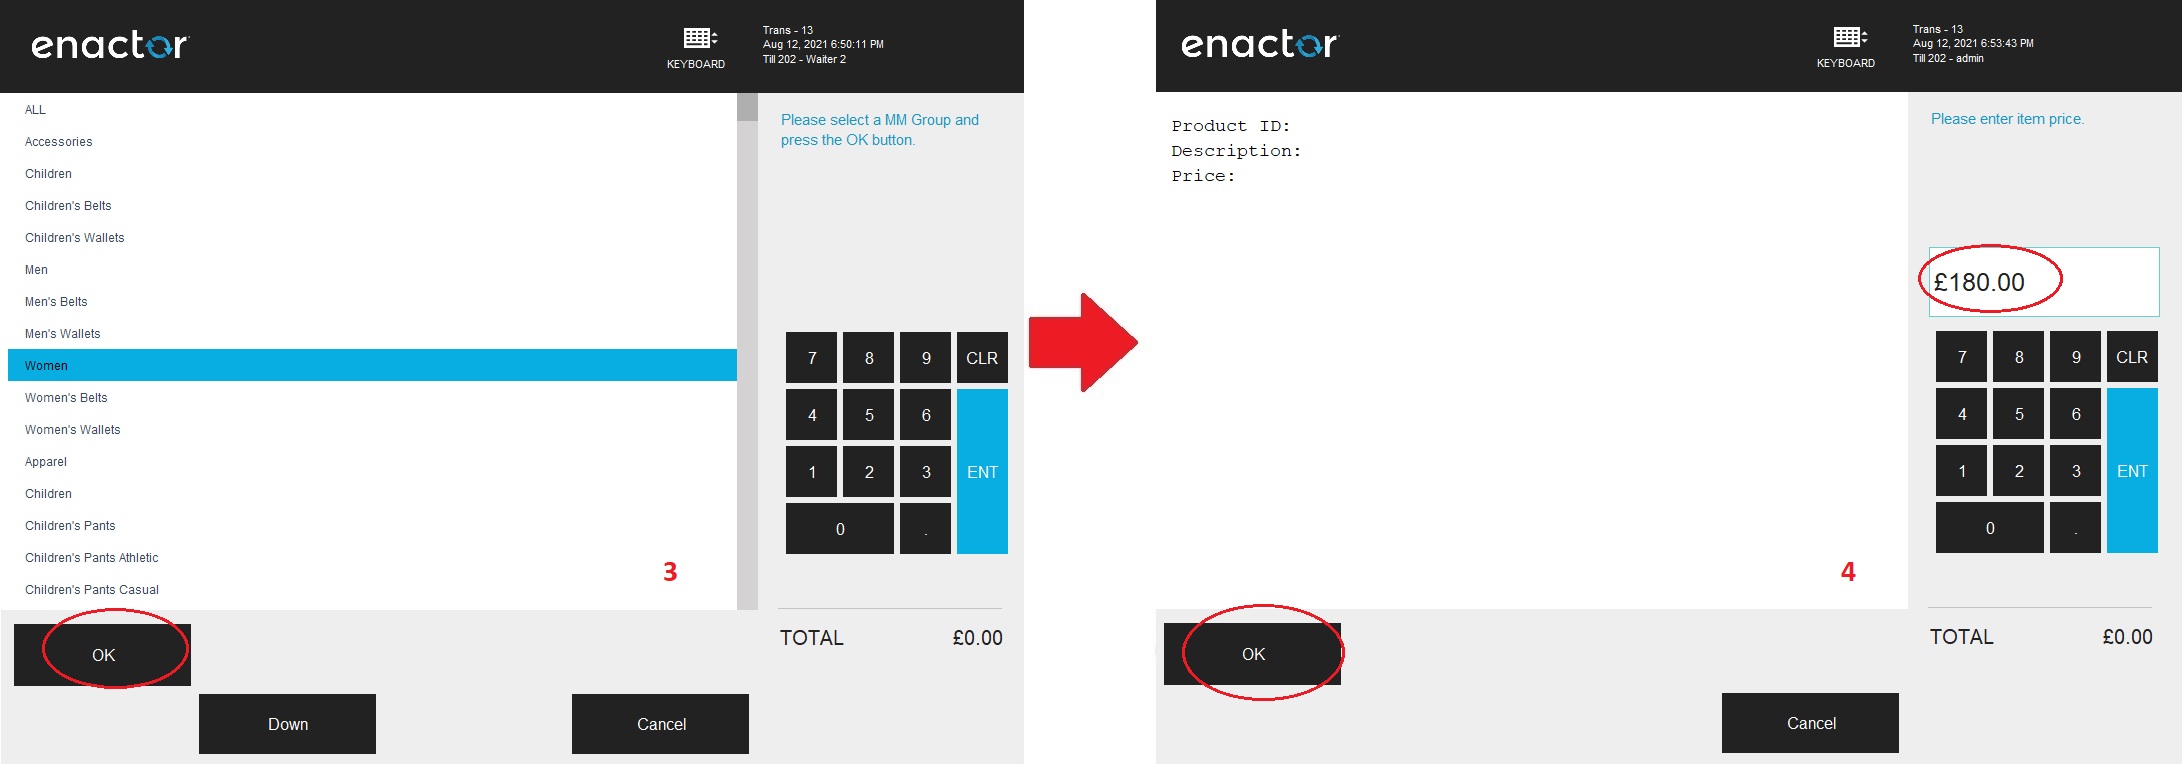 enactor
KEYBOARD
Trans - 13
Aug 12, 2021 6:50:11 PM
Till 202 - Waiter 2
ALL
Accessories
Children
Children's Belts
Children's Wallets
Men
Men's Belts
Men's Wallets
Women
Women's Belts
Women's Wallets
Apparel
Children
Children's Pants
Children's Pants Athletic
Children's Pants Casual
3
Please select a MM Group and
press the OK button.
7 8 9 CLR
4 5 6
1 2 3 ENT
0 .
TOTAL £0.00
OK
Down
Cancel
enactor
KEYBOARD
Trans - 13
Aug 12, 2021 6:53:43 PM
Till 202 - admin
Product ID:
Description:
Price:
4
Please enter item price.
£180.00
7 8 9 CLR
4 5 6
1 2 3 ENT
0 .
TOTAL £0.00
OK
Cancel